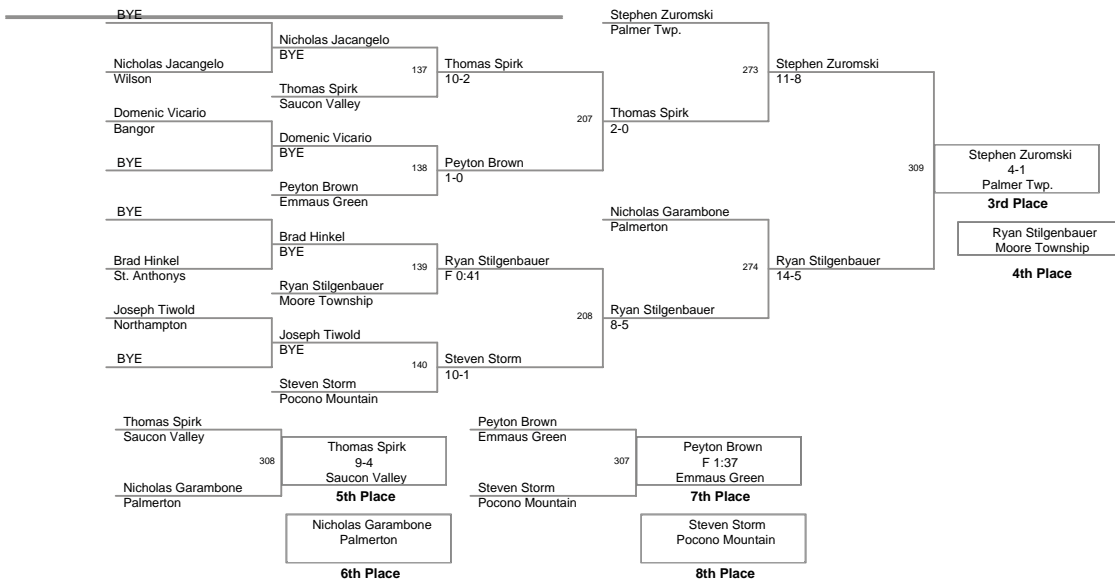 BYE
Nicholas Jacangelo
Wilson
Domenic Vicario
Bangor
BYE
BYE
Brad Hinkel
St. Anthonys
Joseph Tiwold
Northampton
BYE
Nicholas Jacangelo
BYE
137
Thomas Spirk
Saucon Valley
Domenic Vicario
BYE
138
Peyton Brown
Emmaus Green
Brad Hinkel
BYE
139
Ryan Stilgenbauer
Moore Township
Joseph Tiwold
BYE
140
Steven Storm
Pocono Mountain
Thomas Spirk
10-2
207
Peyton Brown
1-0
Ryan Stilgenbauer
F 0:41
208
Steven Storm
10-1
Stephen Zuromski
Palmer Twp.
273
Thomas Spirk
2-0
Nicholas Garambone
Palmerton
274
Ryan Stilgenbauer
8-5
Stephen Zuromski
11-8
309
Ryan Stilgenbauer
14-5
Stephen Zuromski
4-1
Palmer Twp.
3rd Place
Ryan Stilgenbauer
Moore Township
4th Place
Thomas Spirk
Saucon Valley
308
Nicholas Garambone
Palmerton
Thomas Spirk
9-4
Saucon Valley
5th Place
Nicholas Garambone
Palmerton
6th Place
Peyton Brown
Emmaus Green
307
Steven Storm
Pocono Mountain
Peyton Brown
F 1:37
Emmaus Green
7th Place
Steven Storm
Pocono Mountain
8th Place